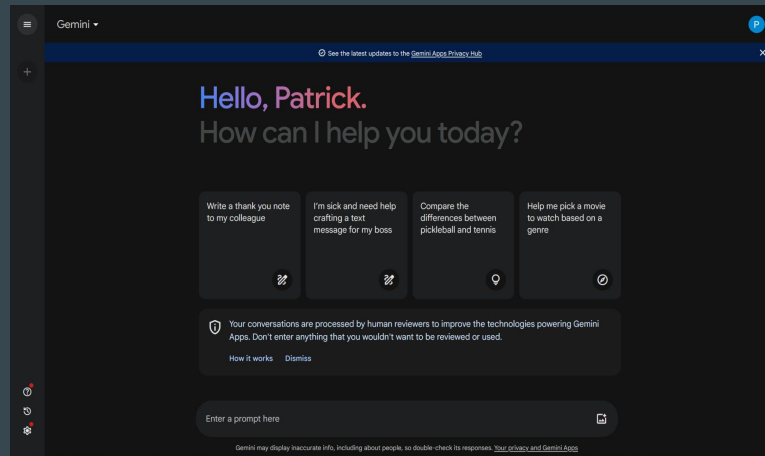 Gemini
P
See the latest updates to the Gemini Apps Privacy Hub
Hello, Patrick.
How can I help you today?
Write a thank you note
to my colleague
I'm sick and need help
crafting a text
message for my boss
Compare the
differences between
pickleball and tennis
Help me pick a movie
to watch based on a
genre
Your conversations are processed by human reviewers to improve the technologies powering Gemini
Apps. Don't enter anything that you wouldn't want to be reviewed or used.
How it works Dismiss
Enter a prompt here
Gemini may display inaccurate info, including about people, so double-check its responses. Your privacy and Gemini Apps